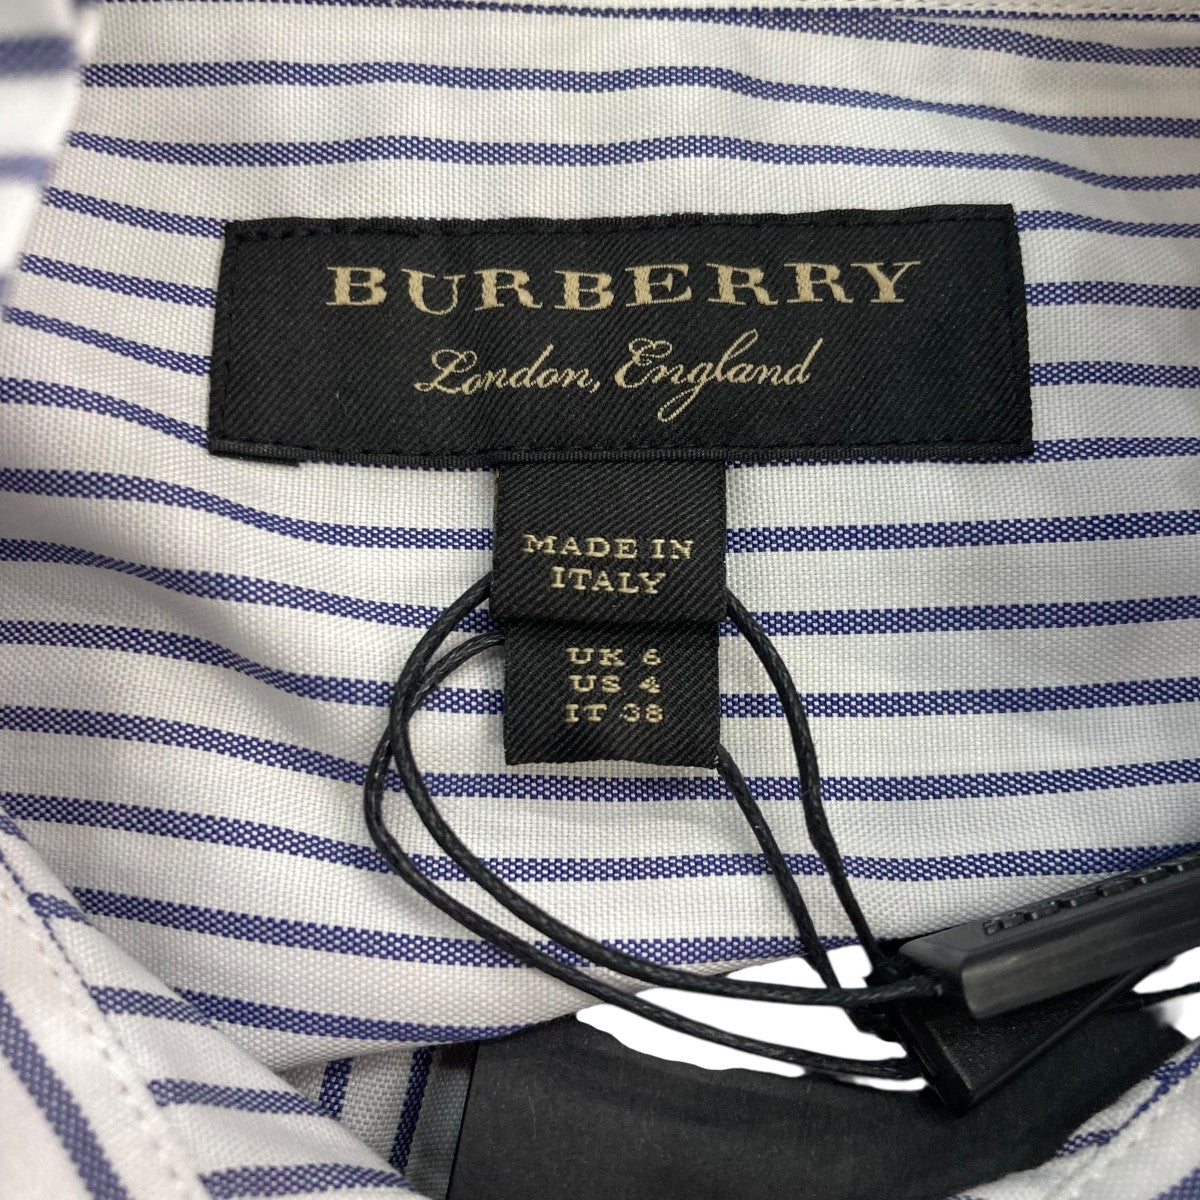 BURBERRY
London, England
MADE IN
ITALY
UK 6
US 4
IT 38